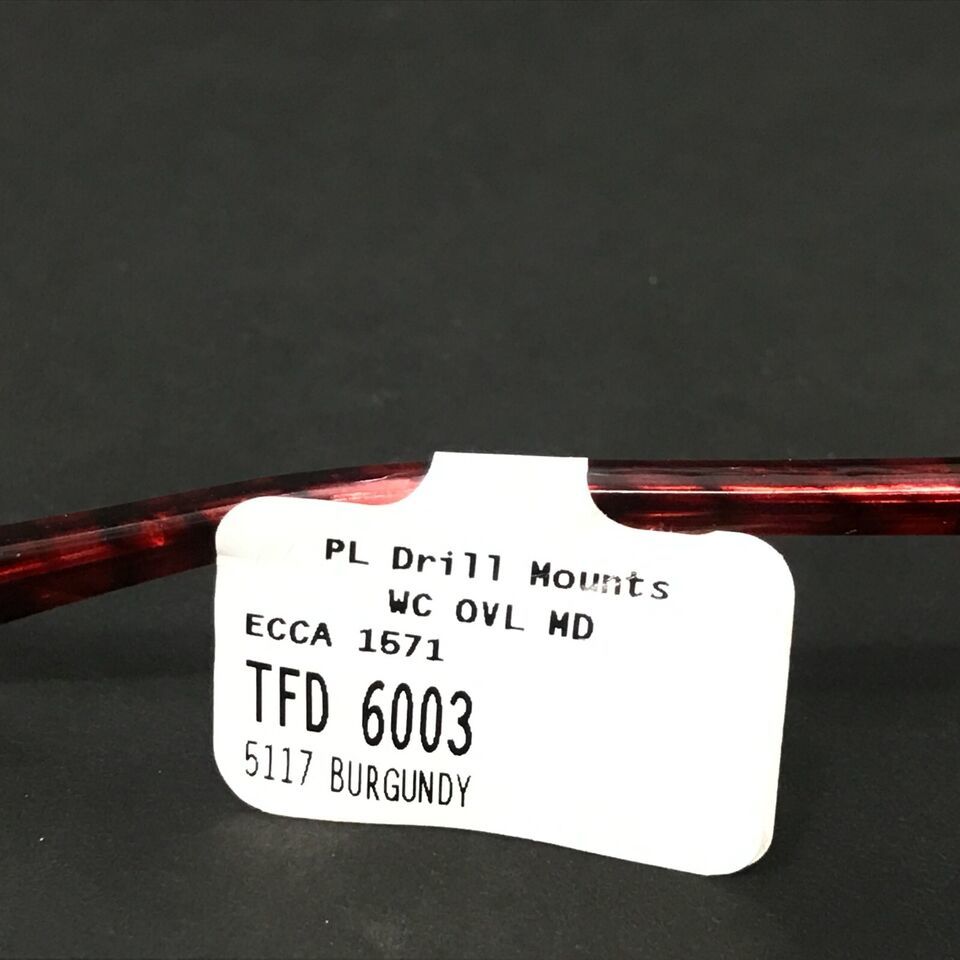 PL Drill Mounts
WC OVL MD
ECCA 1571
TFD 6003
5117 BURGUNDY